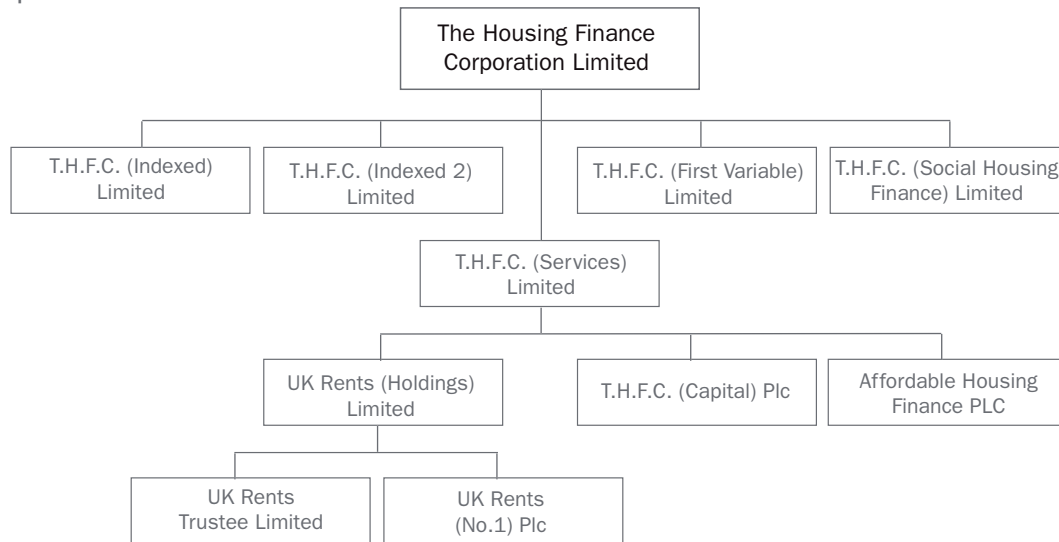 The Housing Finance
Corporation Limited
T.H.F.C. (Indexed)
Limited
T.H.F.C. (Indexed 2)
Limited
T.H.F.C. (First Variable)
Limited
T.H.F.C. (Social Housing
Finance) Limited
T.H.F.C. (Services)
Limited
UK Rents (Holdings)
Limited
T.H.F.C. (Capital) Plc
Affordable Housing
Finance PLC
UK Rents
Trustee Limited
UK Rents
(No.1) Plc